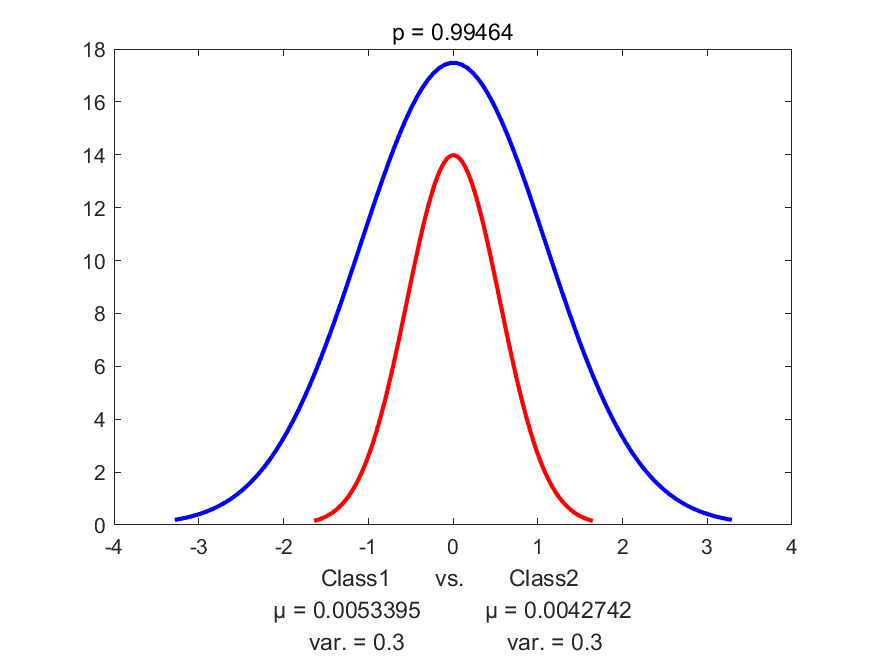 p = 0.99464
18
16
14
12
10
8
6
4
2
0
-4 -3 -2 -1 0 1 2 3 4
Class1 vs. Class2
μ = 0.0053395 μ = 0.0042742
var. = 0.3 var. = 0.3